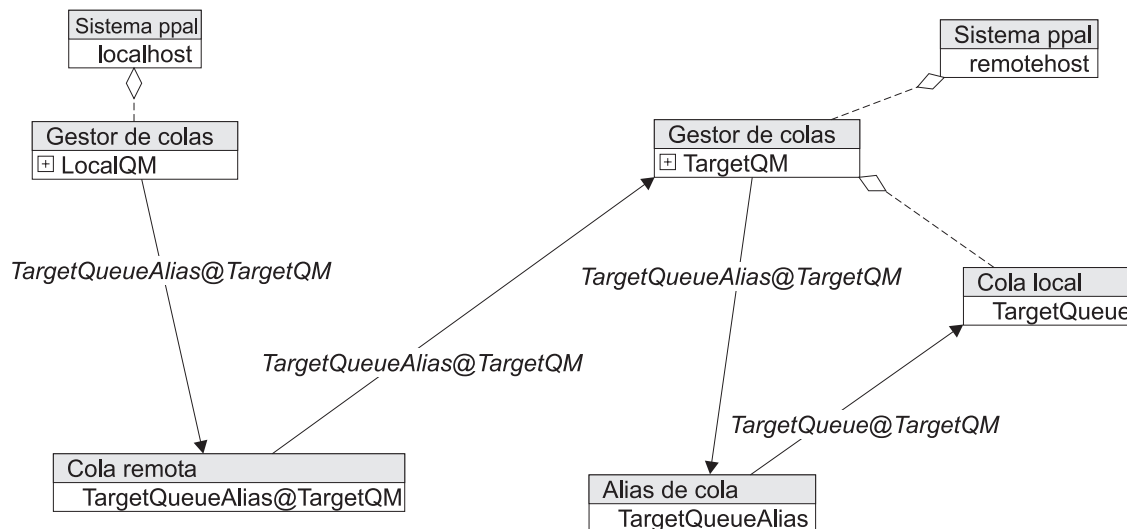 Sistema ppal
localhost
Sistema ppal
remotehost
Gestor de colas
+ LocalQM
Gestor de colas
+ TargetQM
TargetQueueAlias@TargetQM
TargetQueueAlias@TargetQM
Cola local
TargetQueue
TargetQueueAlias@TargetQM
TargetQueue@TargetQM
Cola remota
TargetQueueAlias@TargetQM
Alias de cola
TargetQueueAlias